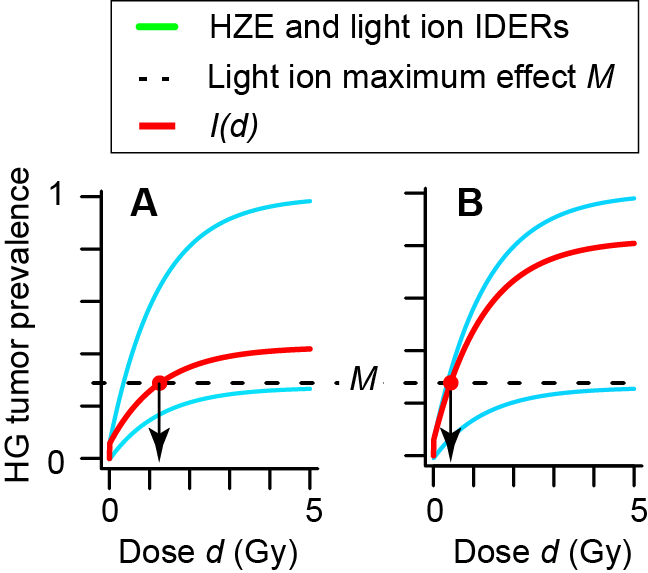 HZE and light ion IDERs
Light ion maximum effect M
I(d)
HG tumor prevalence
1
0
A
B
M
0
5
0
5
Dose d (Gy)
Dose d (Gy)